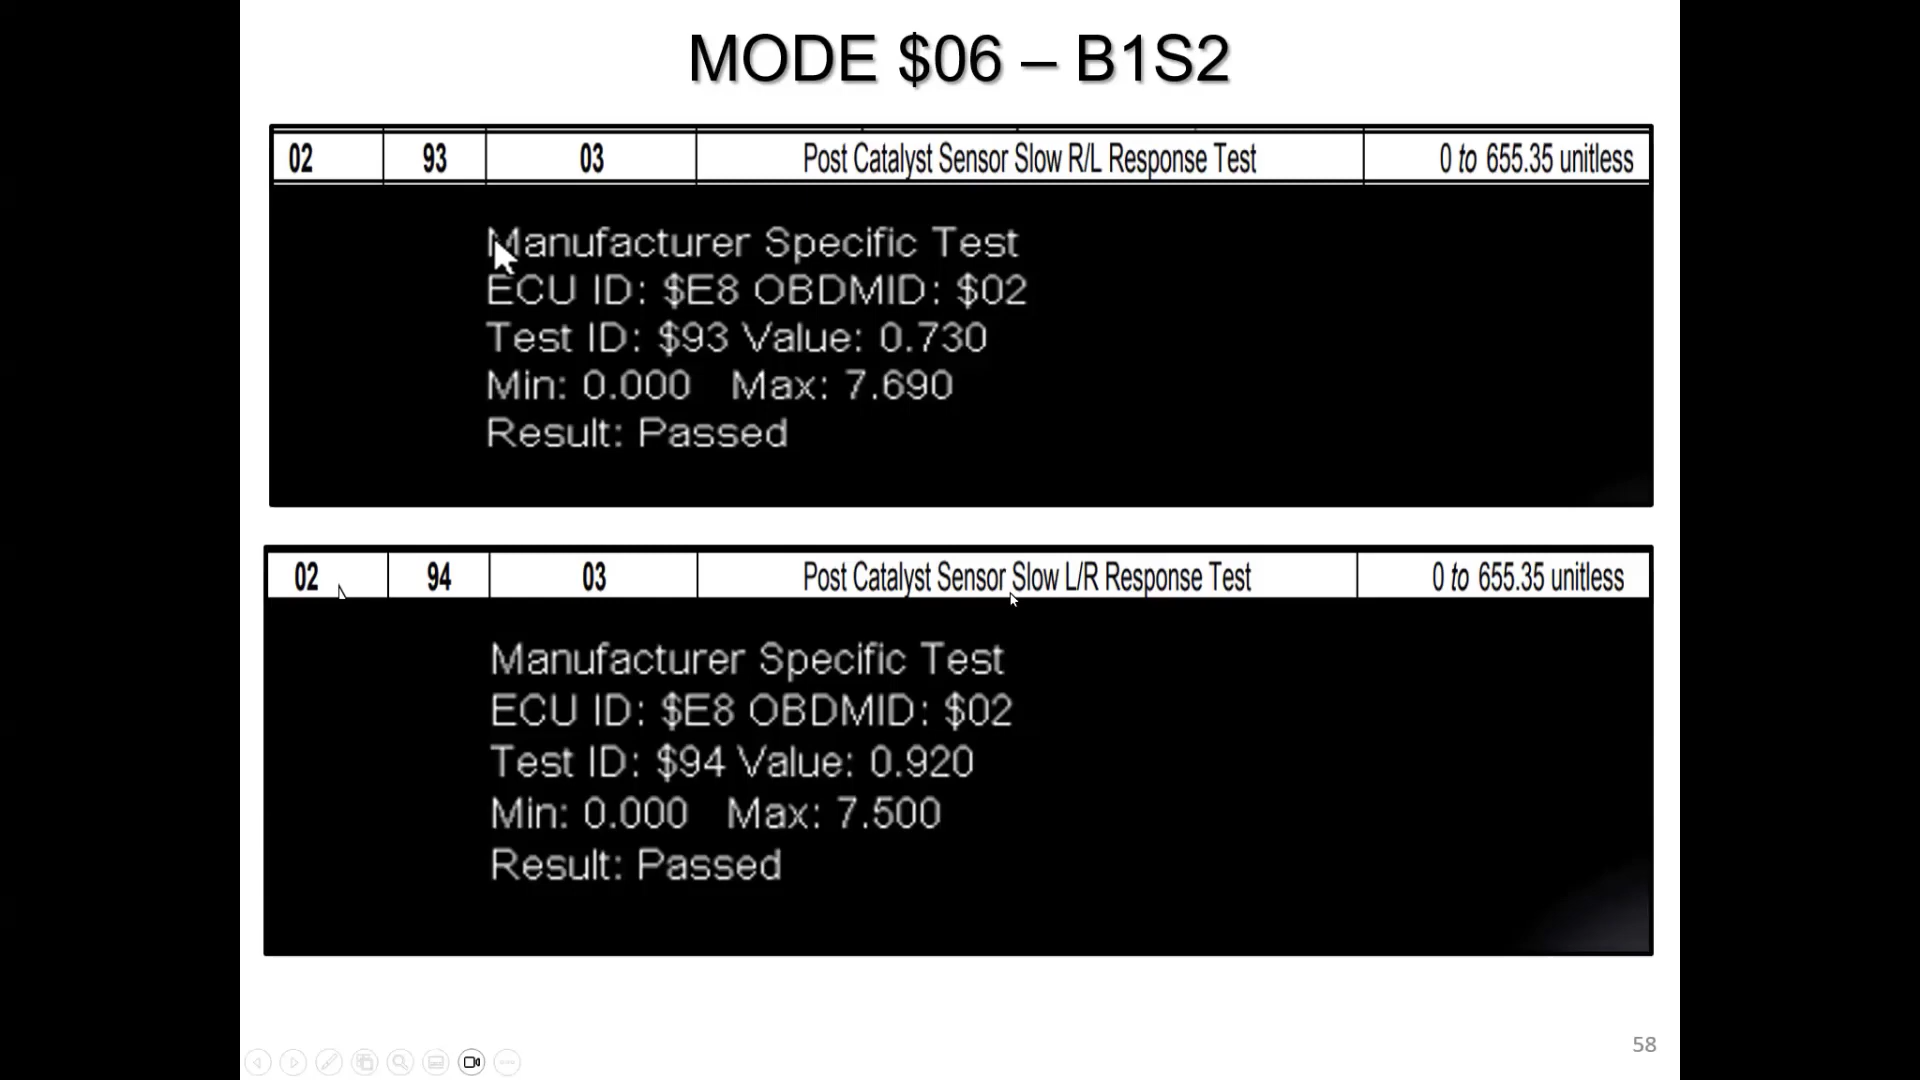 MODE $06 – B1S2
02 93 03 Post Catalyst Sensor Slow R/L Response Test 0 to 655.35 unitless
Manufacturer Specific Test
ECU ID: $E8 OBDMID: $02
Test ID: $93 Value: 0.730
Min: 0.000 Max: 7.690
Result: Passed
02 94 03 Post Catalyst Sensor Slow L/R Response Test 0 to 655.35 unitless
Manufacturer Specific Test
ECU ID: $E8 OBDMID: $02
Test ID: $94 Value: 0.920
Min: 0.000 Max: 7.500
Result: Passed
58